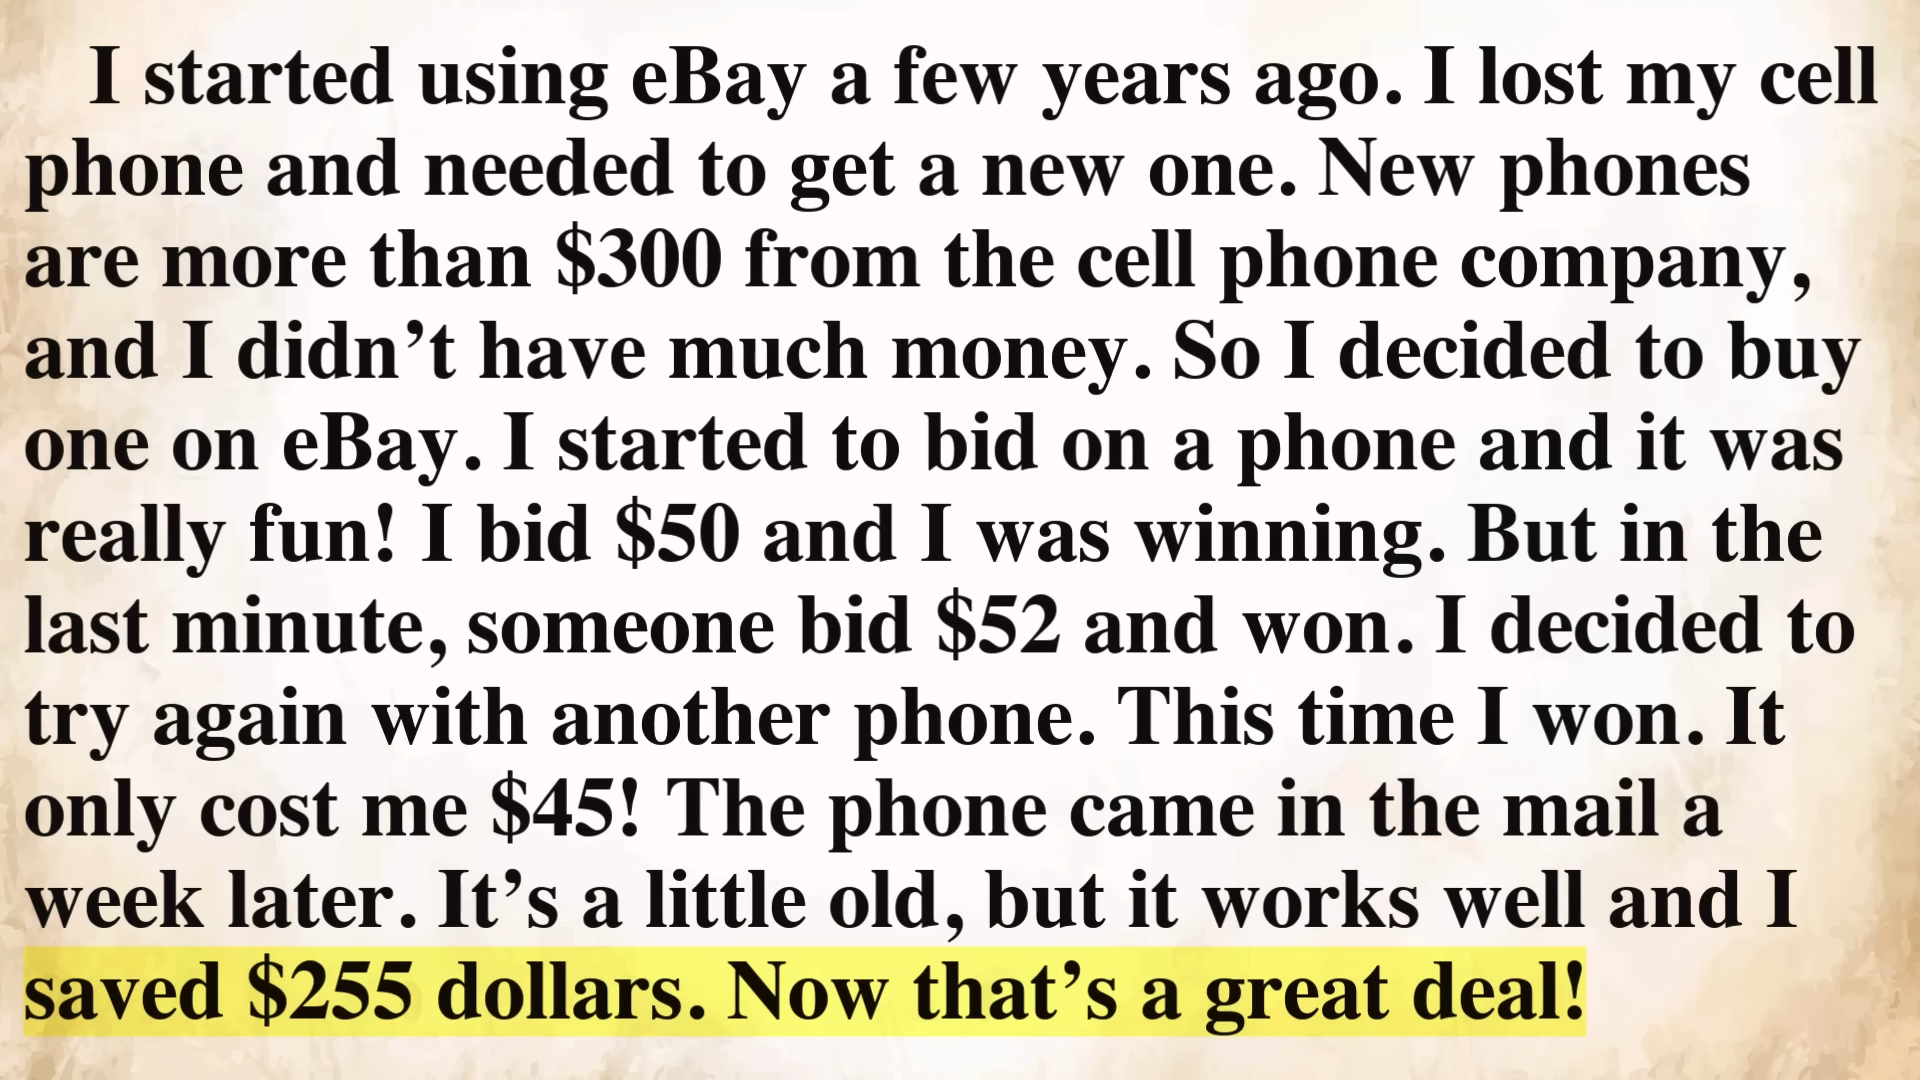 I started using eBay a few years ago. I lost my cell
phone and needed to get a new one. New phones
are more than $300 from the cell phone company,
and I didn’t have much money. So I decided to buy
one on eBay. I started to bid on a phone and it was
really fun! I bid $50 and I was winning. But in the
last minute, someone bid $52 and won. I decided to
try again with another phone. This time I won. It
only cost me $45! The phone came in the mail a
week later. It’s a little old, but it works well and I
saved $255 dollars. Now that’s a great deal!